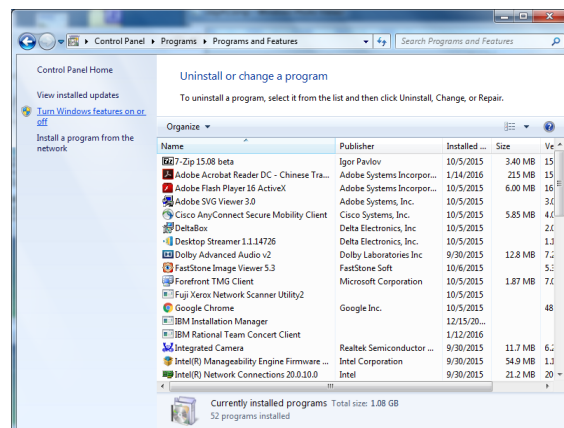 Control Panel Programs Programs and Features Search Programs and Features
Control Panel Home
View installed updates
Turn Windows features on or off
Install a program from the network
Uninstall or change a program
To uninstall a program, select it from the list and then click Uninstall, Change, or Repair.
Organize
Name Publisher Installed ... Size Ve
7-Zip 15.08 beta Igor Pavlov 10/5/2015 3.40 MB 15
Adobe Acrobat Reader DC - Chinese Tra... Adobe Systems Incorpor... 1/14/2016 215 MB 15
Adobe Flash Player 16 ActiveX Adobe Systems Incorpor... 10/5/2015 6.00 MB 16
Adobe SVG Viewer 3.0 Adobe Systems, Inc. 10/5/2015 3.0
Cisco AnyConnect Secure Mobility Client Cisco Systems, Inc. 10/5/2015 5.85 MB 4.0
DeltaBox Delta Electronics, Inc 10/5/2015 2.0
Desktop Streamer 1.1.14726 Delta Electronics, Inc. 10/5/2015 1.1
Dolby Advanced Audio v2 Dolby Laboratories Inc 9/30/2015 12.8 MB 7.2
FastStone Image Viewer 5.3 FastStone Soft 10/6/2015 5.3
Forefront TMG Client Microsoft Corporation 10/5/2015 1.87 MB 7.0
Fuji Xerox Network Scanner Utility2 10/5/2015
Google Chrome Google Inc. 10/5/2015 48
IBM Installation Manager 12/15/20...
IBM Rational Team Concert Client 1/12/2016
Integrated Camera Realtek Semiconductor ... 9/30/2015 11.7 MB 6.2
Intel(R) Manageability Engine Firmware ... Intel Corporation 9/30/2015 54.9 MB 1.1
Intel(R) Network Connections 20.0.10.0 Intel 9/30/2015 21.2 MB 20
Currently installed programs Total size: 1.08 GB
52 programs installed